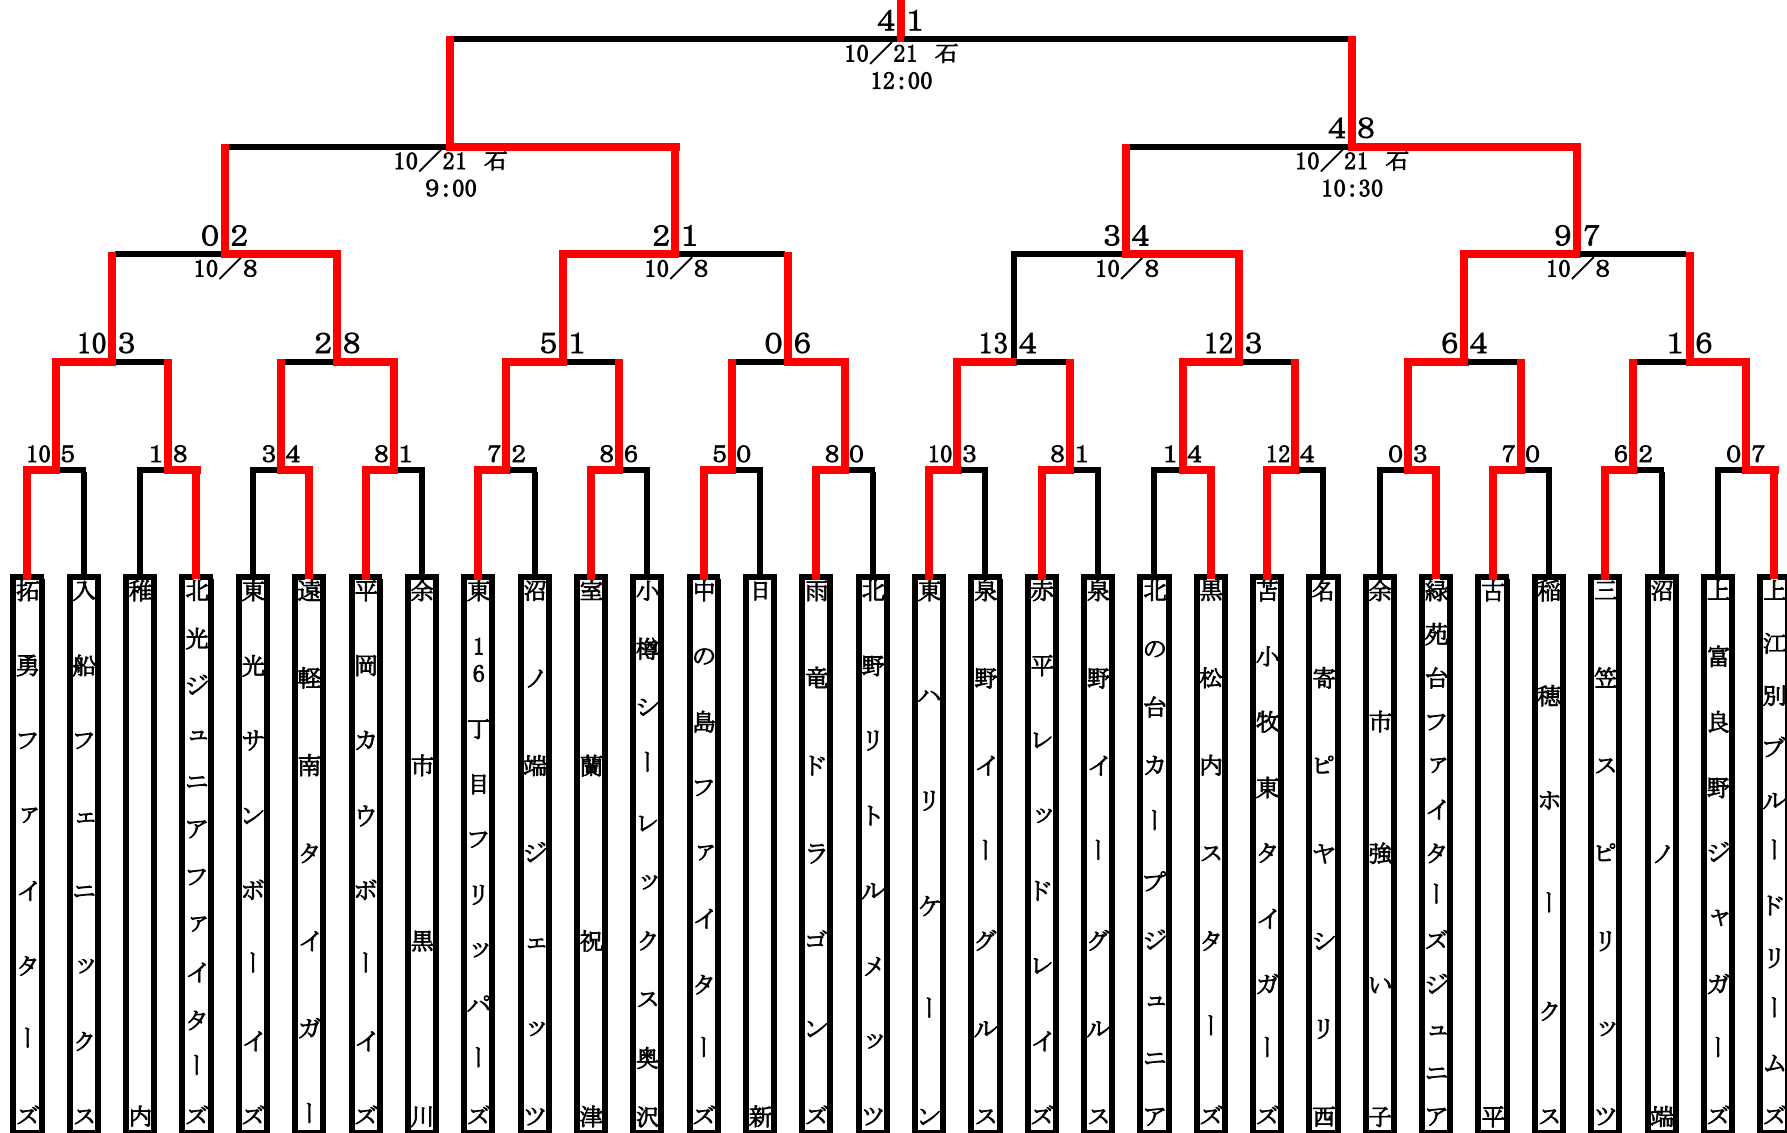 4 1
10／21 石
12:00
4 8
10／21 石
9:00
10／21 石
10:30
0 2
2 1
3 4
9 7
10／8
10／8
10／8
10／8
10 3
2 8
5 1
0 6
13 4
12 3
6 4
1 6
10 5
1 8
3 4
8 1
7 2
8 6
5 0
8 0
10 3
8 1
1 4
12 4
0 3
7 0
6 2
0 7
拓勇ファイターズ
入船フェニックス
稚内
北光ジュニアファイターズ
東光サンボーイズ
遠軽南タイガー
平岡カウボーイズ
余市黒川
東16丁目フリッパーズ
沼ノ端ジェッツ
室蘭祝津
小樽シーレックス奥沢
中の島ファイターズ
日新
雨竜ドラゴンズ
北野リトルメッツ
東ハリケーン
泉野イーグルス
赤平レッドレイズ
泉野イーグルス
北の台カープジュニア
黒松内スターズ
苫小牧東タイガーズ
名寄ピヤシリ西
余市強い子
緑苑台ファイターズジュニア
古平
稲穂ホークス
三笠スピリッツ
沼ノ端
上富良野ジャガーズ
上江別ブルードリームズ